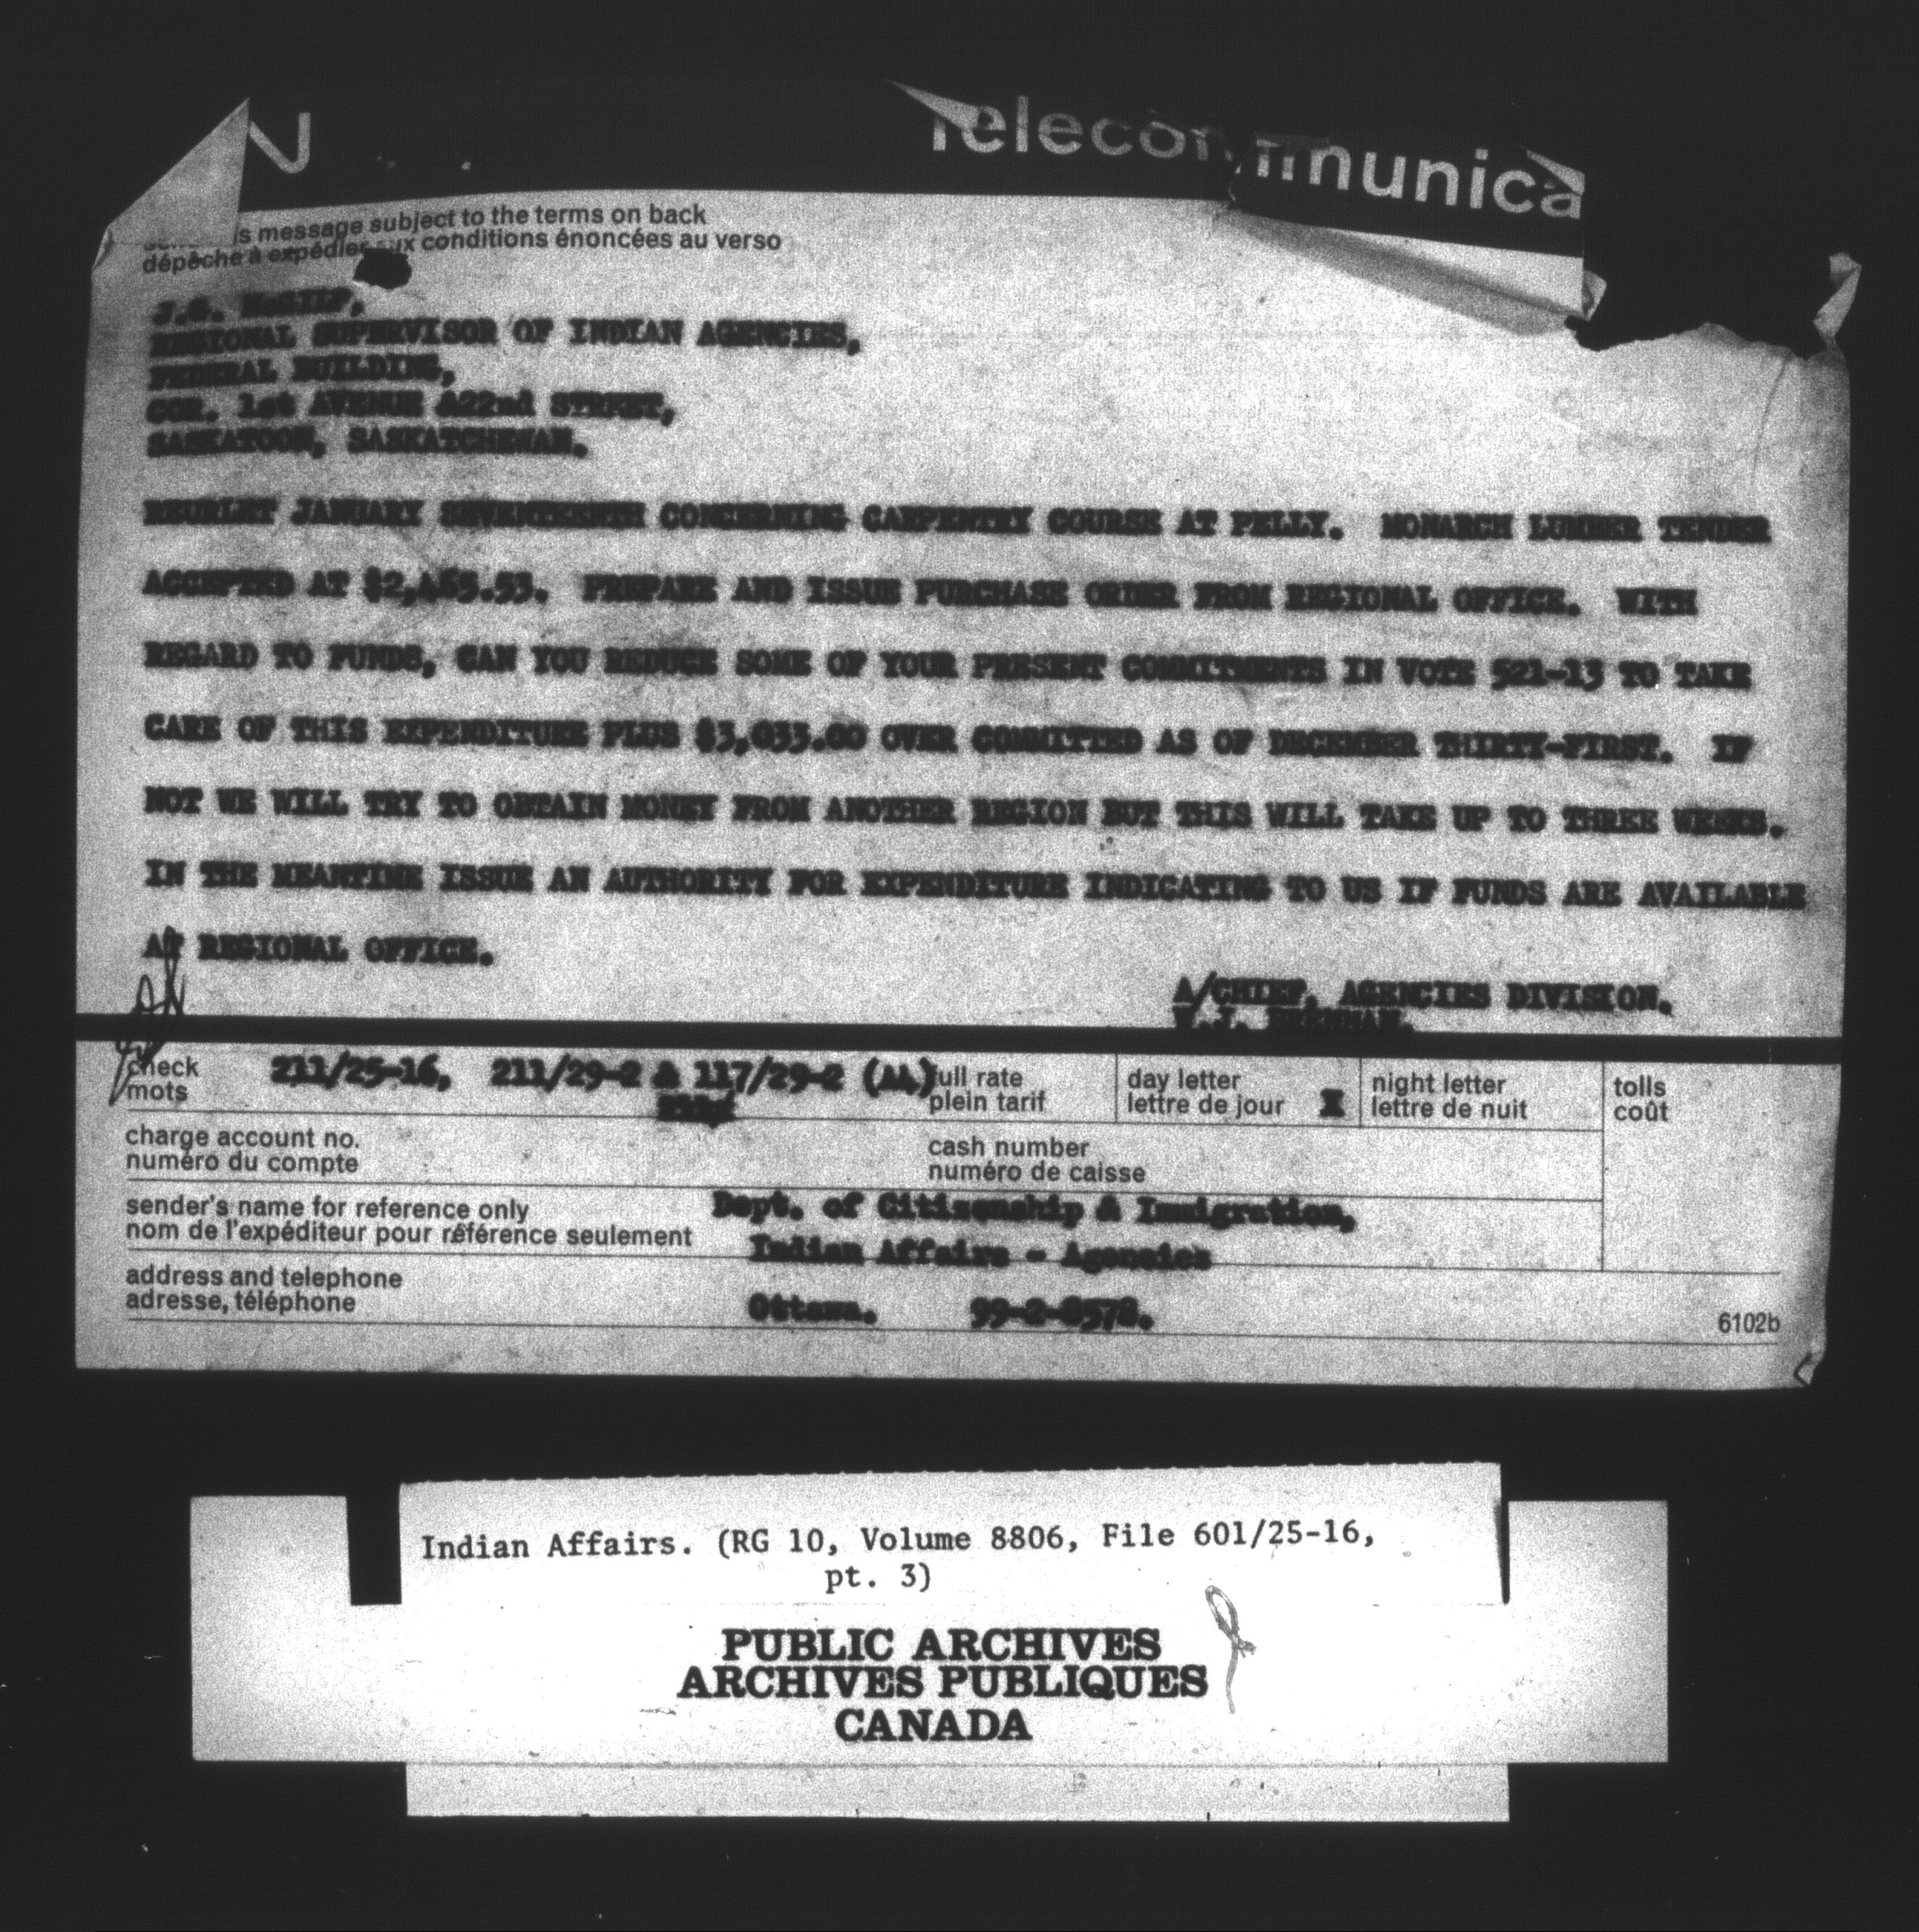 N Telecommunica
is message subject to the terms on back
dépêche à expédier aux conditions énoncées au verso
J.G. McGILP,
REGIONAL SUPERVISOR OF INDIAN AGENCIES,
FEDERAL BUILDING,
COR. 1st AVENUE &22nd STREET,
SASKATOON, SASKATCHEWAN.
REURLET JANUARY SEVENTEENTH CONCERNING CARPENTRY COURSE AT PELLY. MONARCH LUMBER TENDER
ACCEPTED AT $2,465.53. PREPARE AND ISSUE PURCHASE ORDER FROM REGIONAL OFFICE. WITH
REGARD TO FUNDS, CAN YOU REDUCE SOME OF YOUR PRESENT COMMITMENTS IN VOTE 521-13 TO TAKE
CARE OF THIS EXPENDITURE PLUS $3,033.00 OVER COMMITTED AS OF DECEMBER THIRTY-FIRST. IF
NOT WE WILL TRY TO OBTAIN MONEY FROM ANOTHER REGION BUT THIS WILL TAKE UP TO THREE WEEKS.
IN THE MEANTIME ISSUE AN AUTHORITY FOR EXPENDITURE INDICATING TO US IF FUNDS ARE AVAILABLE
AT REGIONAL OFFICE.
A/CHIEF, AGENCIES DIVISION.
V.J. BRENNAN.
check 211/25-16, 211/29-2 & 117/29-2 (A4) full rate day letter night letter tolls
mots plein tarif lettre de jour X lettre de nuit coût
charge account no. cash number
numéro du compte numéro de caisse
sender's name for reference only Dept. of Citizenship & Immigration,
nom de l'expéditeur pour référence seulement Indian Affairs - Agencies
address and telephone
adresse, téléphone Ottawa. 99-2-8578. 6102b
Indian Affairs. (RG 10, Volume 8806, File 601/25-16,
pt. 3)
PUBLIC ARCHIVES
ARCHIVES PUBLIQUES
CANADA